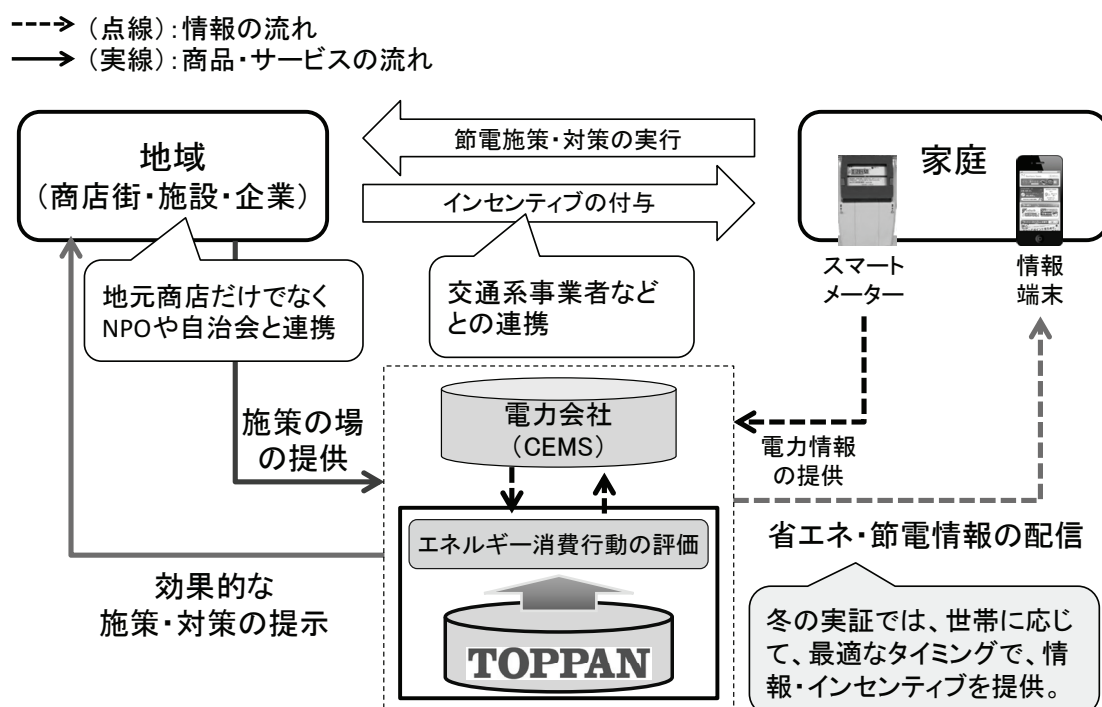 （点線）：情報の流れ
（実線）：商品・サービスの流れ
地域
（商店街・施設・企業）
節電施策・対策の実行
インセンティブの付与
家庭
スマート
メーター
情報
端末
地元商店だけでなく
NPOや自治会と連携
交通系事業者など
との連携
施策の場
の提供
電力会社
（CEMS）
電力情報
の提供
エネルギー消費行動の評価
TOPPAN
省エネ・節電情報の配信
効果的な
施策・対策の提示
冬の実証では、世帯に応じ
て、最適なタイミングで、情
報・インセンティブを提供。